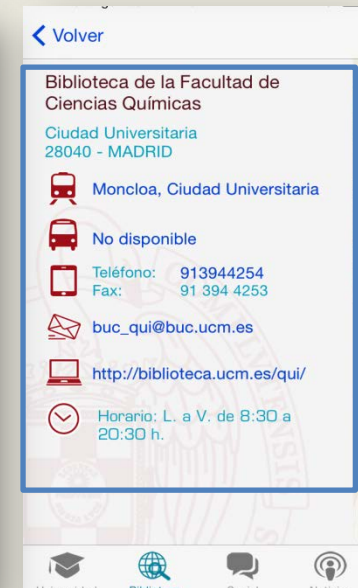 Volver
Biblioteca de la Facultad de
Ciencias Químicas
Ciudad Universitaria
28040 - MADRID
Moncloa, Ciudad Universitaria
No disponible
Teléfono: 913944254
Fax: 91 394 4253
buc_qui@buc.ucm.es
http://biblioteca.ucm.es/qui/
Horario: L. a V. de 8:30 a
20:30 h.